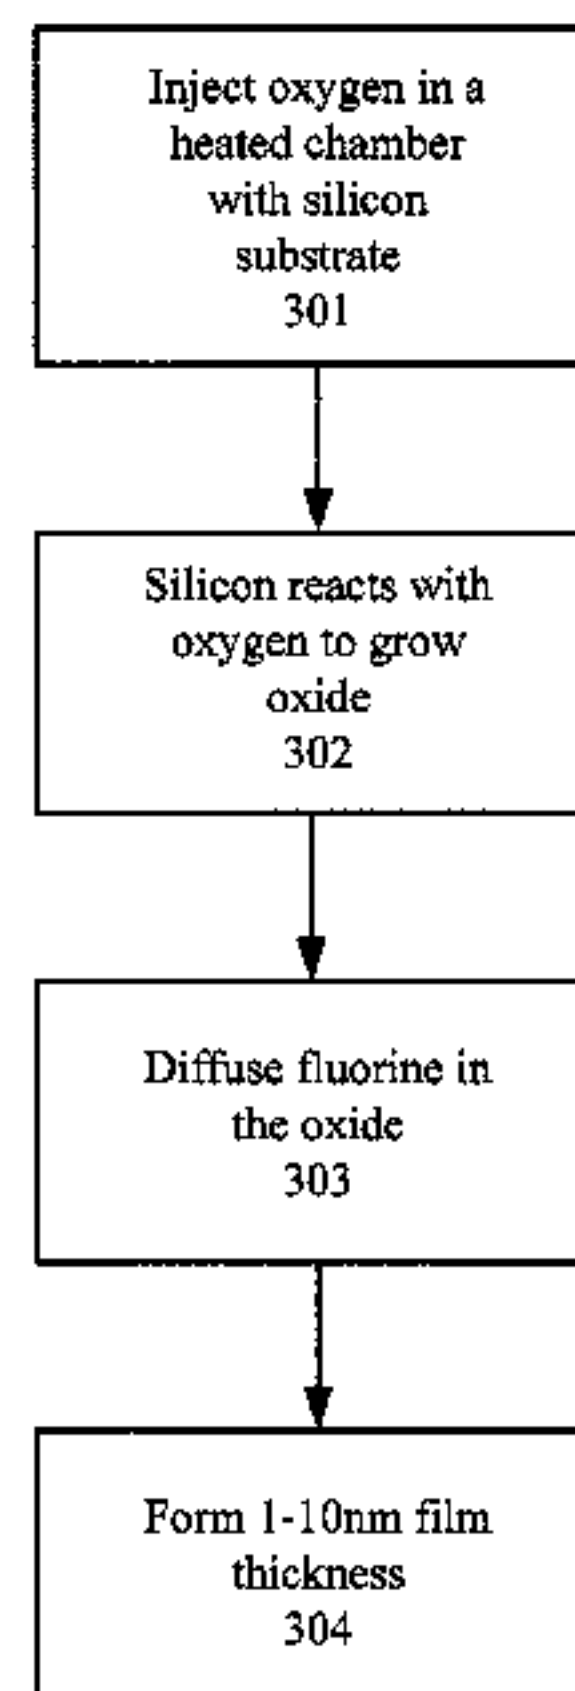 Inject oxygen in a
heated chamber
with silicon
substrate
301
Silicon reacts with
oxygen to grow
oxide
302
Diffuse fluorine in
the oxide
303
Form 1-10nm film
thickness
304